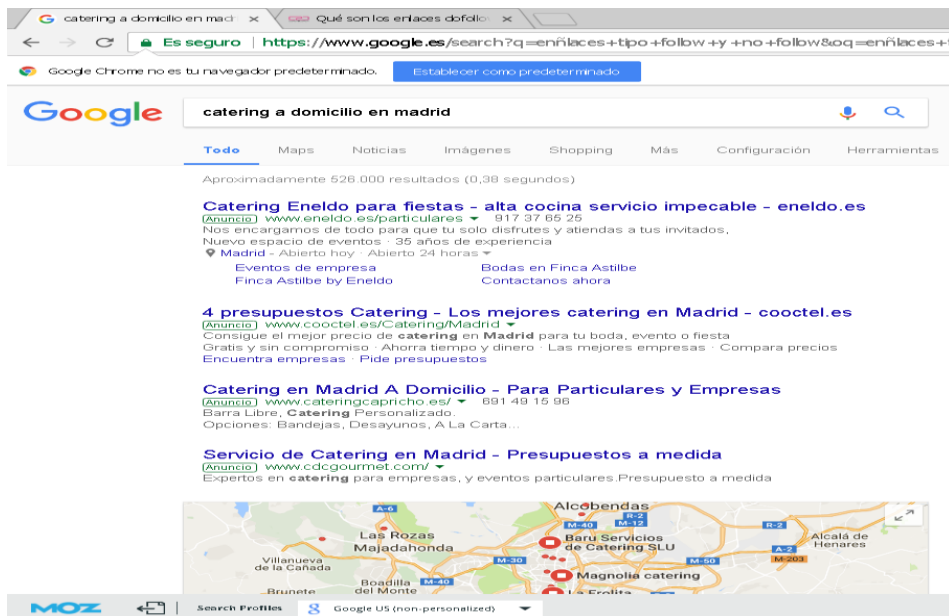 catering a domicilio en mad
Qué son los enlaces dofollo
Es seguro | https://www.google.es/search?q=enñlaces+tipo+follow+y+no+follow&oq=enñlaces+
Google Chrome no es tu navegador predeterminado. Establecer como predeterminado
Google catering a domicilio en madrid
Todo Maps Noticias Imágenes Shopping Más Configuración Herramientas
Aproximadamente 526.000 resultados (0,38 segundos)
Catering Eneldo para fiestas - alta cocina servicio impecable - eneldo.es
Anuncio www.eneldo.es/particulares 917 37 65 25
Nos encargamos de todo para que tu solo disfrutes y atiendas a tus invitados,
Nuevo espacio de eventos · 35 años de experiencia
Madrid - Abierto hoy · Abierto 24 horas
Eventos de empresa Bodas en Finca Astilbe
Finca Astilbe by Eneldo Contactanos ahora
4 presupuestos Catering - Los mejores catering en Madrid - cooctel.es
Anuncio www.cooctel.es/Catering/Madrid
Consigue el mejor precio de catering en Madrid para tu boda, evento o fiesta
Gratis y sin compromiso · Ahorra tiempo y dinero · Las mejores empresas · Compara precios
Encuentra empresas · Pide presupuestos
Catering en Madrid A Domicilio - Para Particulares y Empresas
Anuncio www.cateringcapricho.es/ 691 49 15 96
Barra Libre, Catering Personalizado.
Opciones: Bandejas, Desayunos, A La Carta...
Servicio de Catering en Madrid - Presupuestos a medida
Anuncio www.cdcgourmet.com/
Expertos en catering para empresas, y eventos particulares.Presupuesto a medida
Alcobendas
A-6 R-2
M-40 M-12 R-2
Las Rozas
Majadahonda
Baru Servicios
de Catering SLU
Alcalá de
Henares
A-2
M-203
Villanueva
de la Cañada
M-30 M-50
Magnolia catering
Boadilla
del Monte
M-40
Brunete
MOZ Search Profiles Google US (non-personalized)